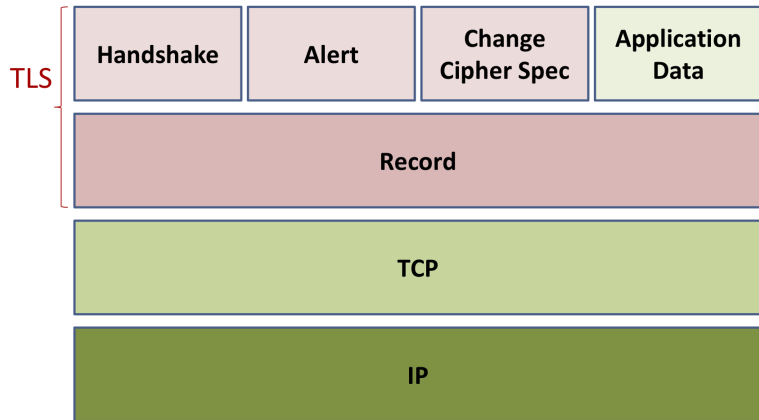 TLS
Handshake
Alert
Change
Cipher Spec
Application
Data
Record
TCP
IP